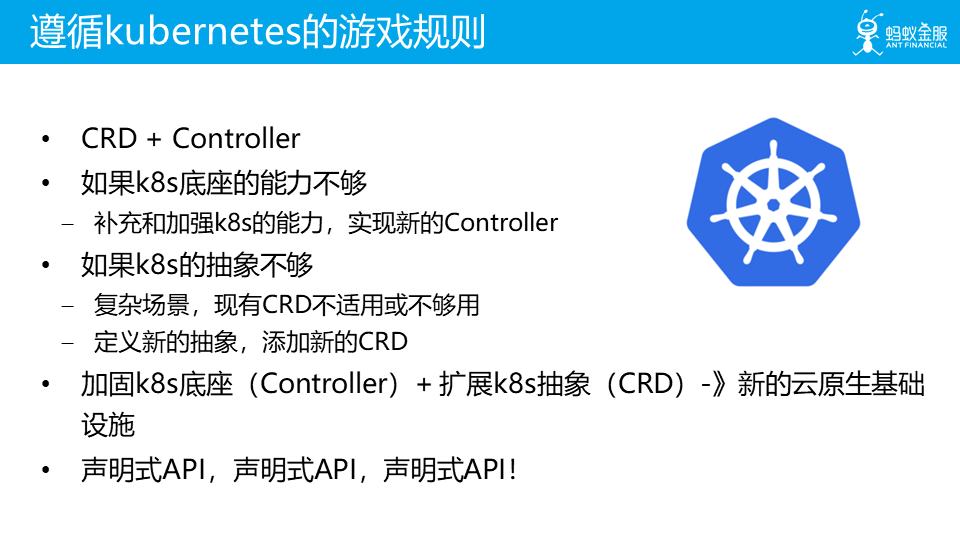 遵循kubernetes的游戏规则
蚂蚁金服
ANT FINANCIAL
• CRD + Controller
• 如果k8s底座的能力不够
– 补充和加强k8s的能力，实现新的Controller
• 如果k8s的抽象不够
– 复杂场景，现有CRD不适用或不够用
– 定义新的抽象，添加新的CRD
• 加固k8s底座（Controller）+ 扩展k8s抽象（CRD）-》新的云原生基础
设施
• 声明式API，声明式API，声明式API！